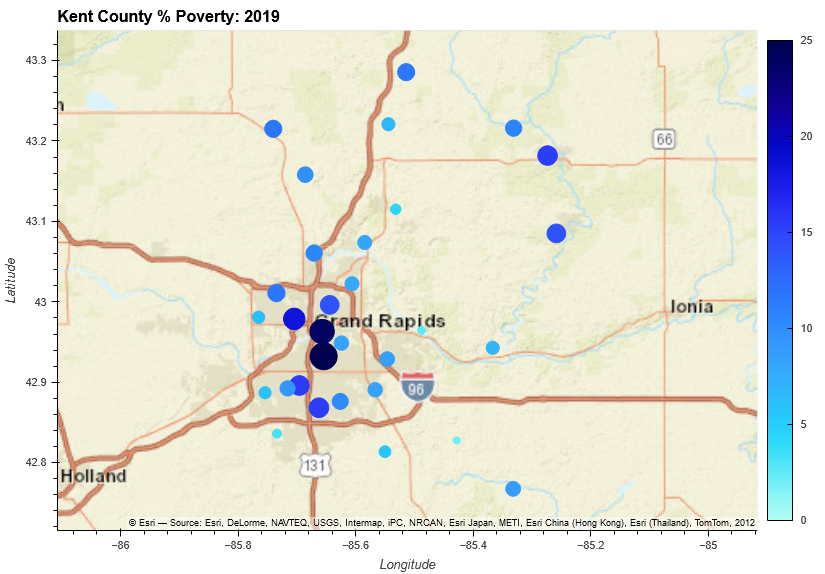 Kent County % Poverty: 2019
43.3
43.2
43.1
43
42.9
42.8
Latitude
n
66
Grand Rapids
Ionia
96
131
Holland
© Esri — Source: Esri, DeLorme, NAVTEQ, USGS, Intermap, iPC, NRCAN, Esri Japan, METI, Esri China (Hong Kong), Esri (Thailand), TomTom, 2012
−86
−85.8
−85.6
−85.4
−85.2
−85
Longitude
25
20
15
10
5
0